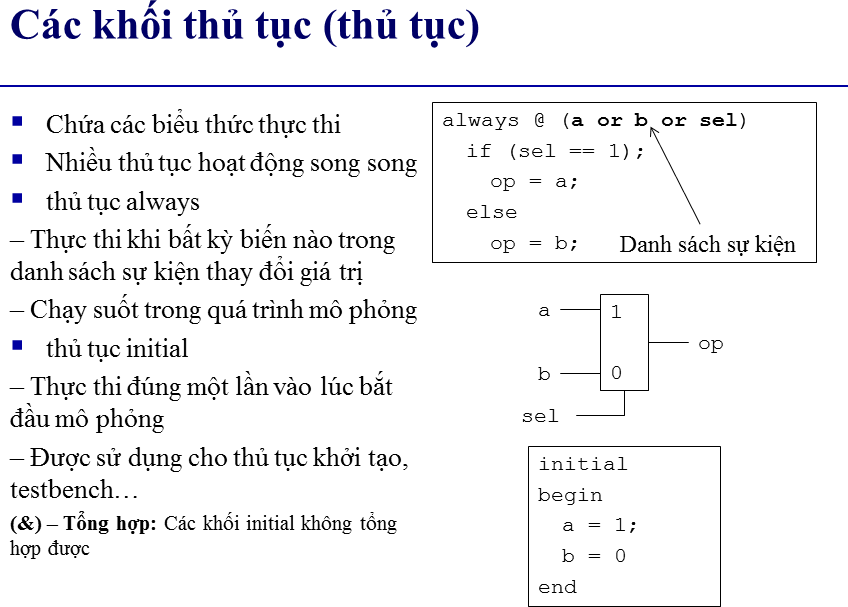 Các khối thủ tục (thủ tục)
▪ Chứa các biểu thức thực thi
▪ Nhiều thủ tục hoạt động song song
▪ thủ tục always
– Thực thi khi bất kỳ biến nào trong
danh sách sự kiện thay đổi giá trị
– Chạy suốt trong quá trình mô phỏng
▪ thủ tục initial
– Thực thi đúng một lần vào lúc bắt
đầu mô phỏng
– Được sử dụng cho thủ tục khởi tạo,
testbench…
(&) – Tổng hợp: Các khối initial không tổng
hợp được
always @ (a or b or sel)
if (sel == 1);
op = a;
else
op = b;
Danh sách sự kiện
a
1
op
b
0
sel
initial
begin
a = 1;
b = 0
end